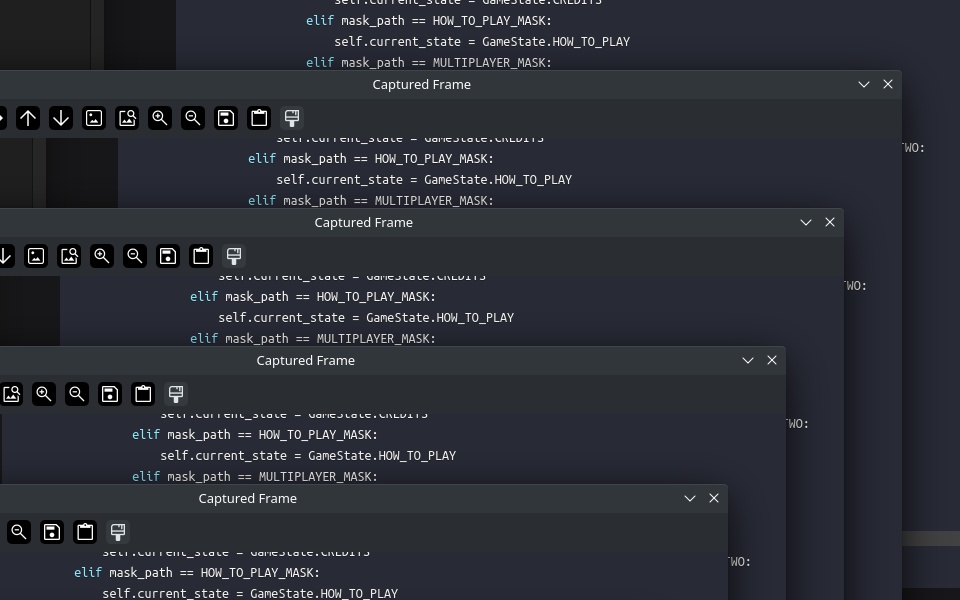 self.current_state = GameState.CREDITS
elif mask_path == HOW_TO_PLAY_MASK:
self.current_state = GameState.HOW_TO_PLAY
elif mask_path == MULTIPLAYER_MASK:
Captured Frame
self.current_state = GameState.CREDITS
TWO:
elif mask_path == HOW_TO_PLAY_MASK:
self.current_state = GameState.HOW_TO_PLAY
elif mask_path == MULTIPLAYER_MASK:
Captured Frame
self.current_state = GameState.CREDITS
TWO:
elif mask_path == HOW_TO_PLAY_MASK:
self.current_state = GameState.HOW_TO_PLAY
elif mask_path == MULTIPLAYER_MASK:
Captured Frame
self.current_state = GameState.CREDITS
TWO:
elif mask_path == HOW_TO_PLAY_MASK:
self.current_state = GameState.HOW_TO_PLAY
elif mask_path == MULTIPLAYER_MASK:
Captured Frame
self.current_state = GameState.CREDITS
TWO:
elif mask_path == HOW_TO_PLAY_MASK:
self.current_state = GameState.HOW_TO_PLAY